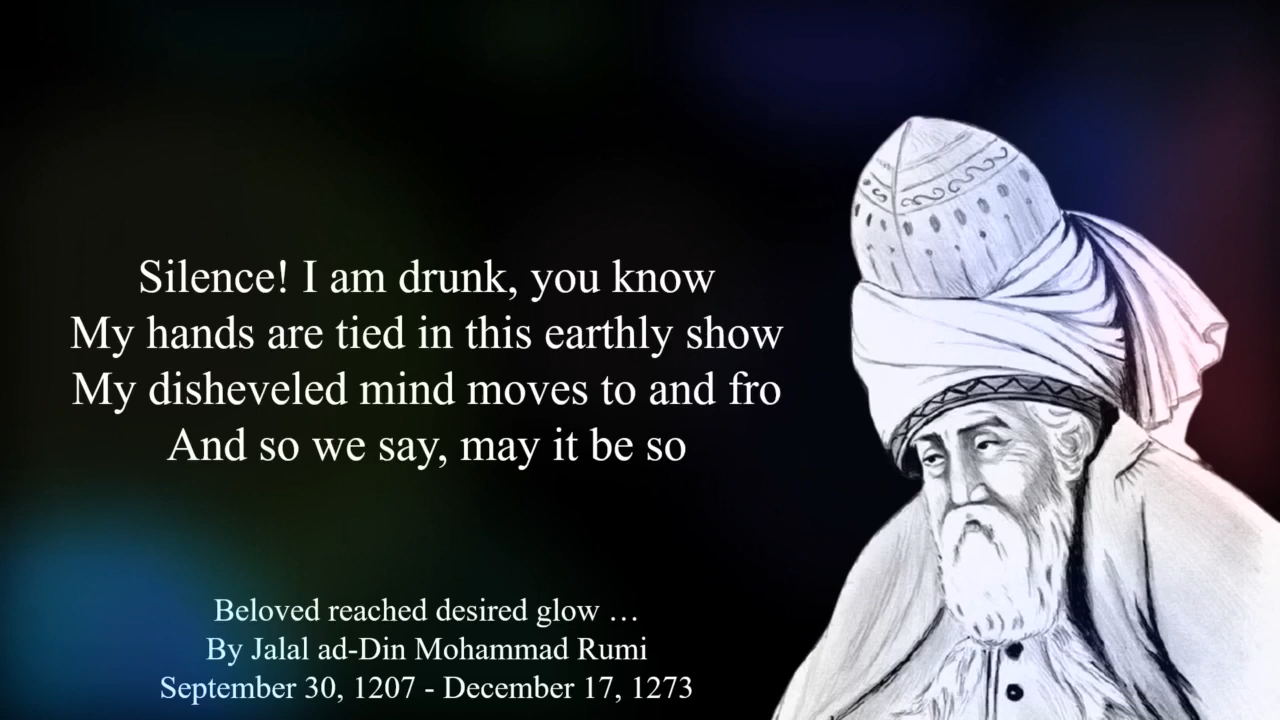 Silence! I am drunk, you know
My hands are tied in this earthly show
My disheveled mind moves to and fro
And so we say, may it be so
Beloved reached desired glow …
By Jalal ad-Din Mohammad Rumi
September 30, 1207 - December 17, 1273